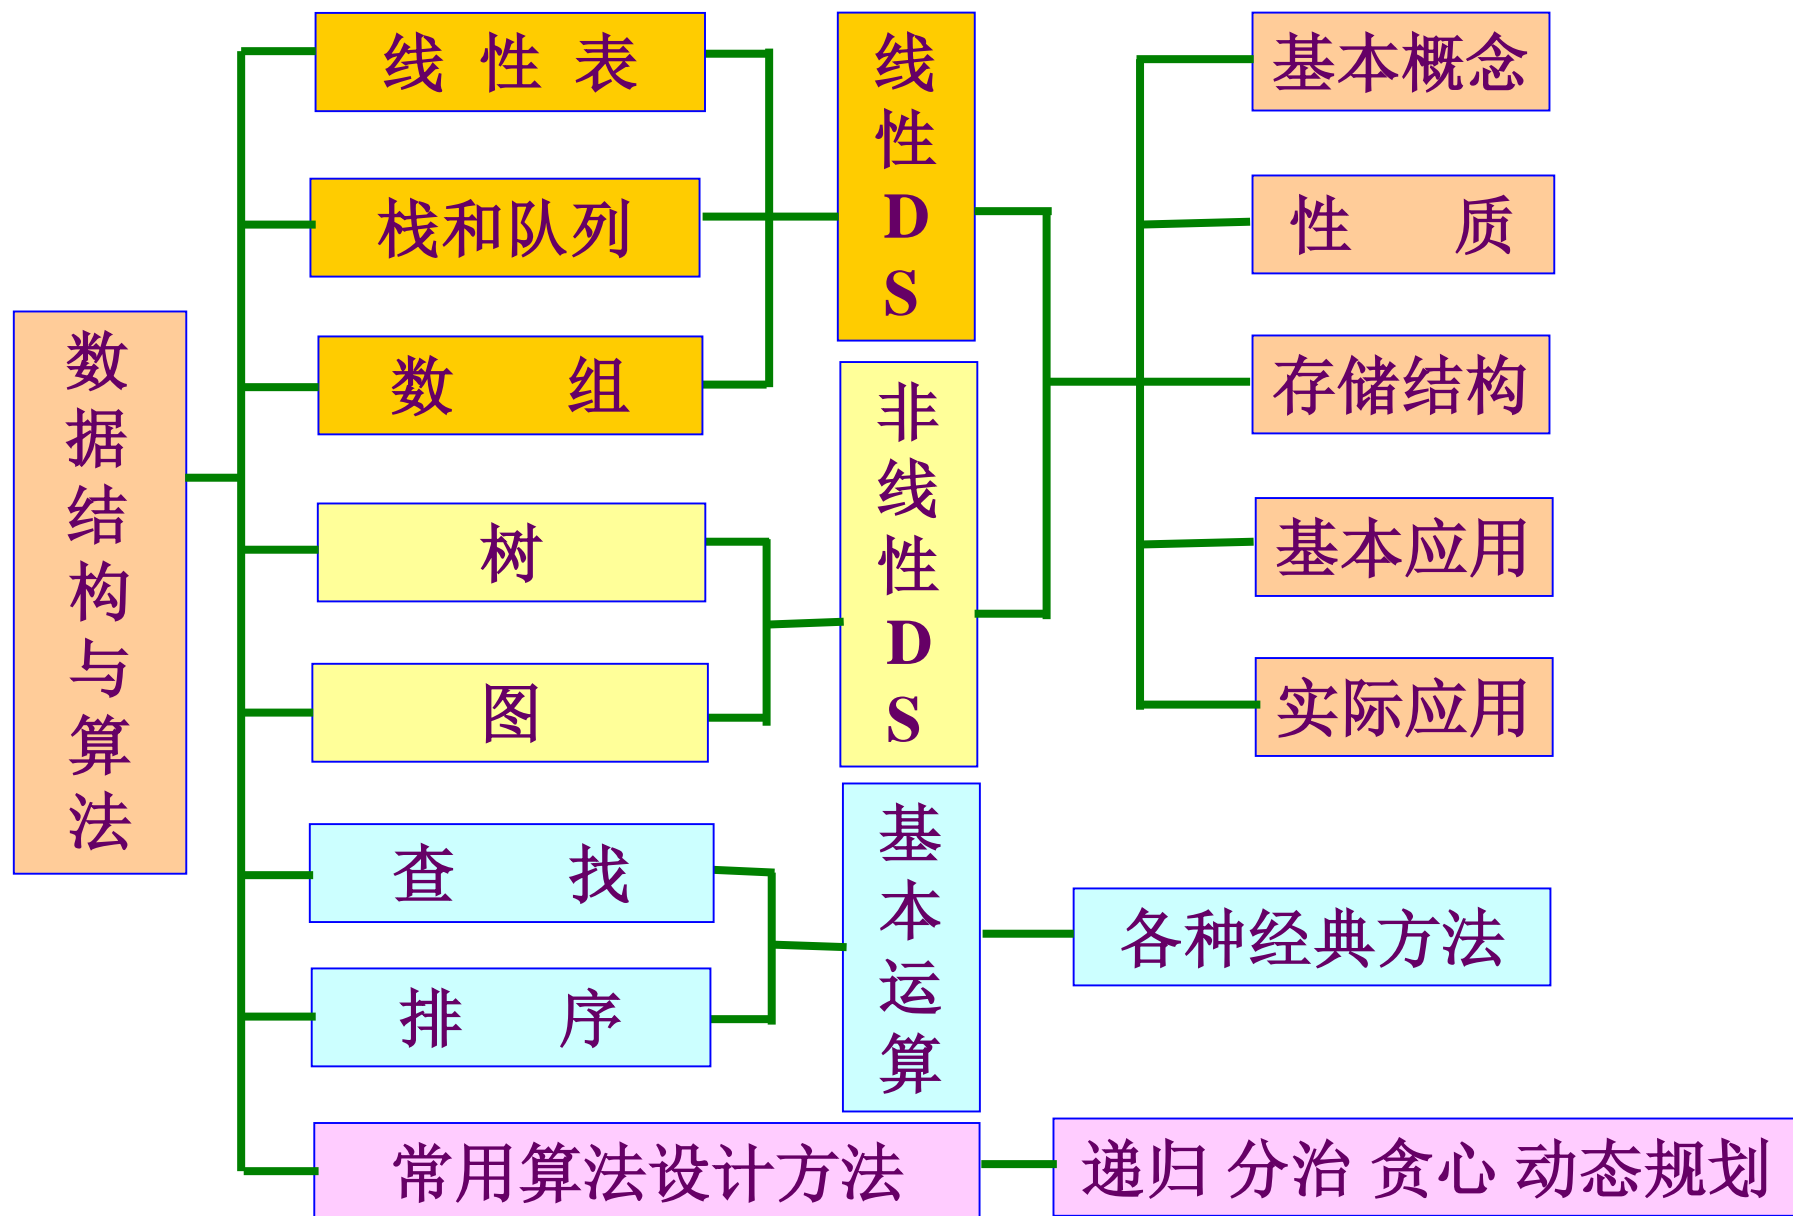 数据结构与算法
线 性 表
栈和队列
数 组
树
图
查 找
排 序
常用算法设计方法
线性DS
非线性DS
基本运算
基本概念
性 质
存储结构
基本应用
实际应用
各种经典方法
递归 分治 贪心 动态规划